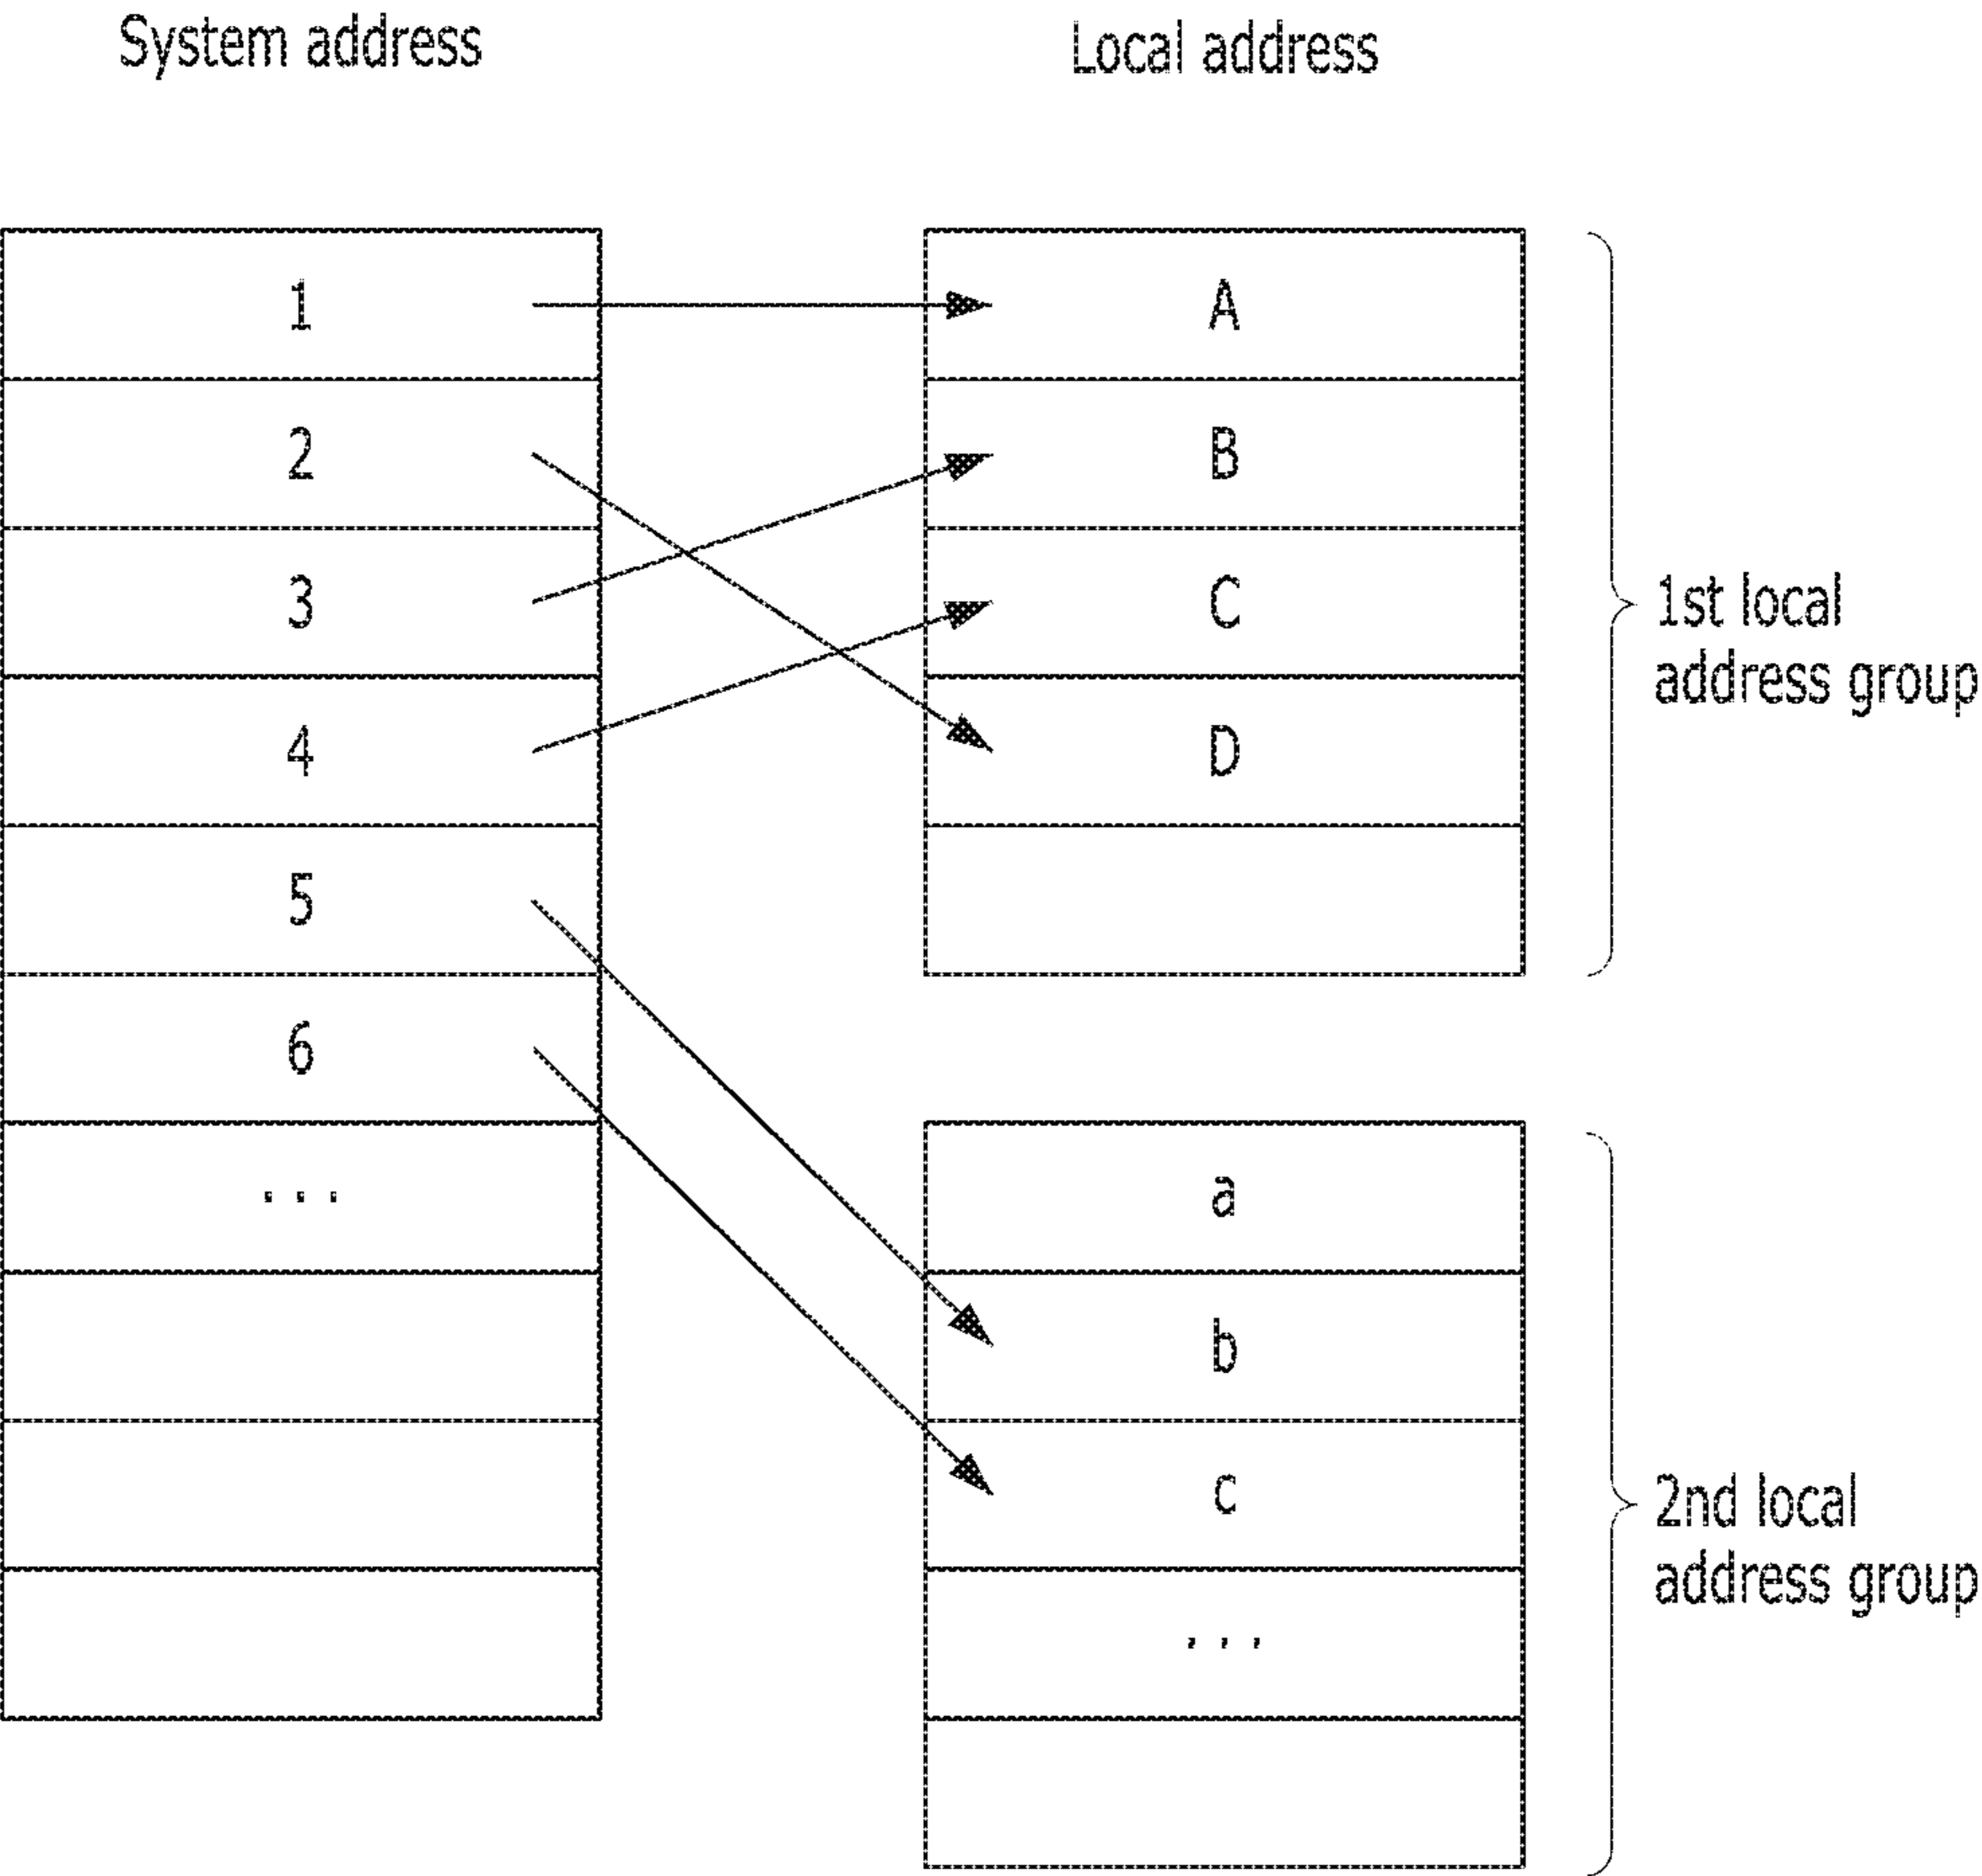 System address
Local address
1
2
3
4
5
6
...
A
B
C
D
1st local
address group
a
b
c
...
2nd local
address group